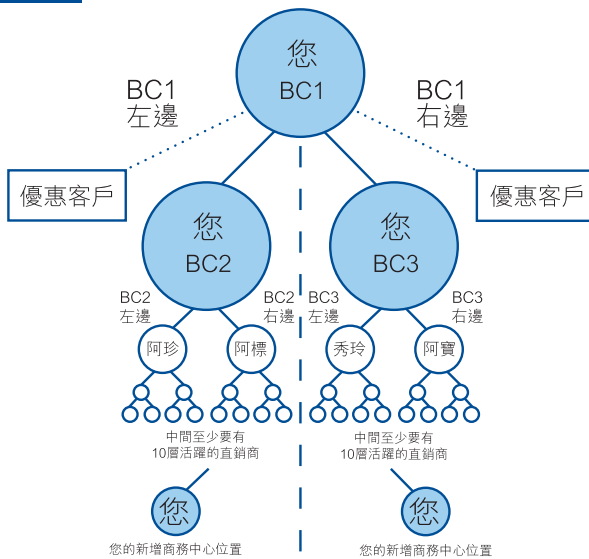 您
BC1
BC1
左邊
BC1
右邊
優惠客戶
優惠客戶
您
BC2
您
BC3
BC2
左邊
BC2
右邊
BC3
左邊
BC3
右邊
阿珍
阿標
秀玲
阿寶
中間至少要有
10層活躍的直銷商
中間至少要有
10層活躍的直銷商
您
您
您的新增商務中心位置
您的新增商務中心位置